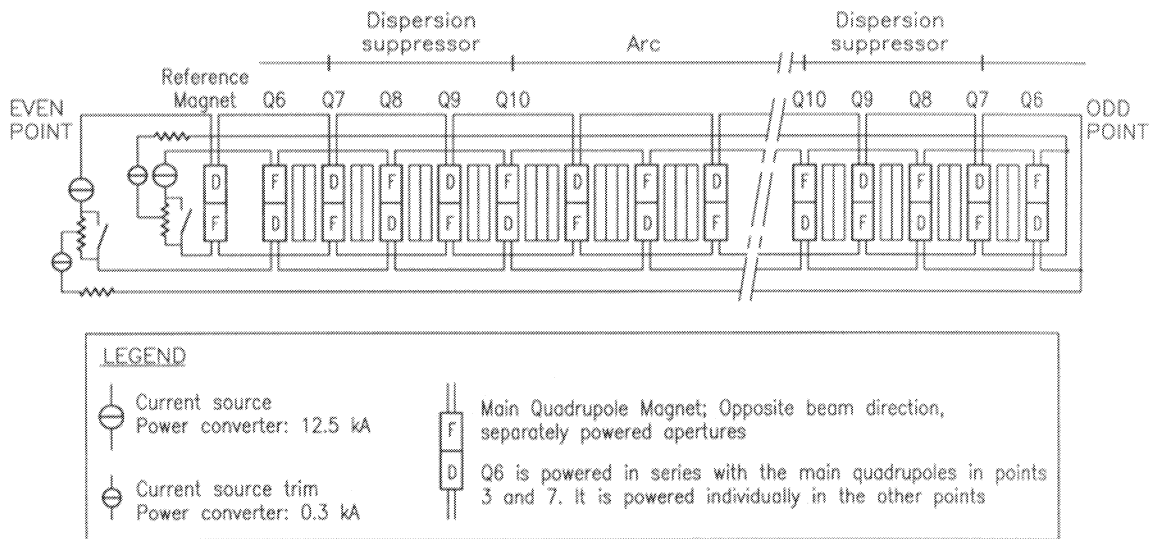 Dispersion
suppressor
Arc
Dispersion
suppressor
Reference
Magnet
Q6 Q7 Q8 Q9 Q10
Q10 Q9 Q8 Q7 Q6
EVEN
POINT
ODD
POINT
D F D F D F D F D F D F D F
F D F D F D F D F D F D F D
LEGEND
Current source
Power converter: 12.5 kA
Current source trim
Power converter: 0.3 kA
F
D
Main Quadrupole Magnet; Opposite beam direction,
separately powered apertures
Q6 is powered in series with the main quadrupoles in points
3 and 7. It is powered individually in the other points